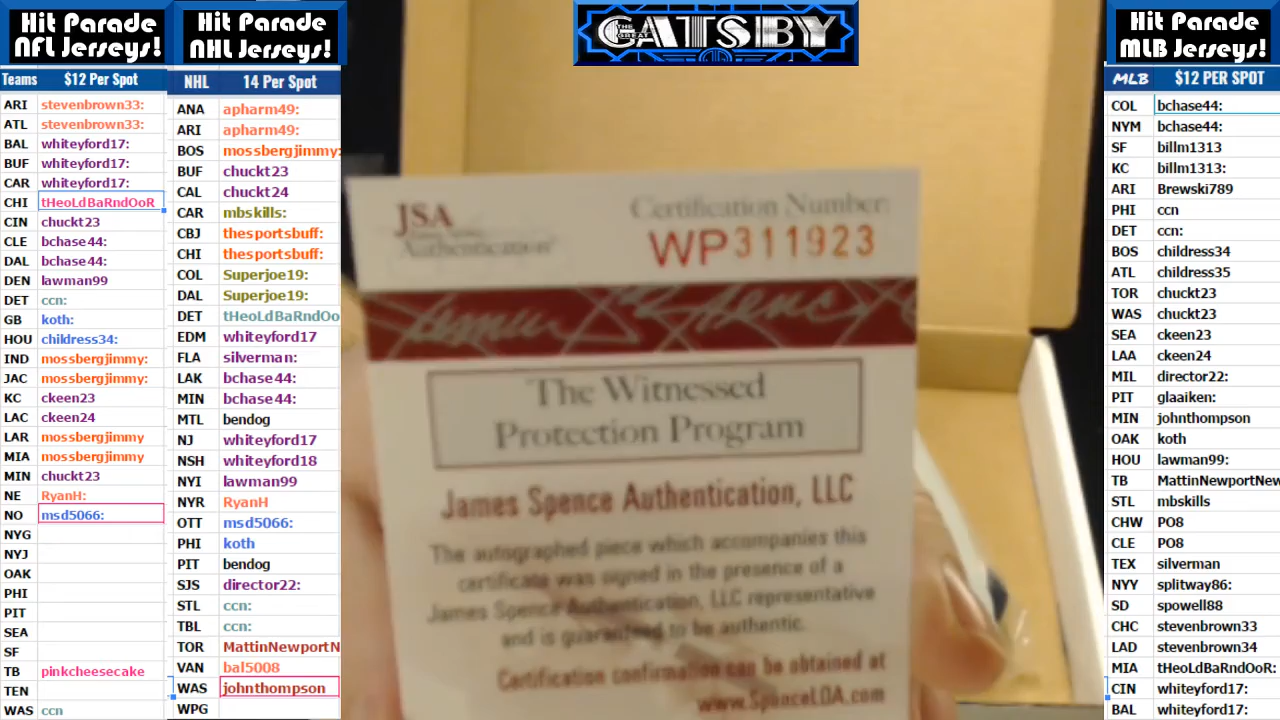 Hit Parade
NFL Jerseys!
Teams $12 Per Spot
ARI stevenbrown33:
ATL stevenbrown33:
BAL whiteyford17:
BUF whiteyford17:
CAR whiteyford17:
CHI tHeoLdBaRndOoR
CIN chuckt23
CLE bchase44:
DAL bchase44:
DEN lawman99
DET ccn:
GB koth:
HOU childress34:
IND mossbergjimmy:
JAC mossbergjimmy:
KC ckeen23
LAC ckeen24
LAR mossbergjimmy
MIA mossbergjimmy
MIN chuckt23
NE RyanH:
NO msd5066:
NYG
NYJ
OAK
PHI
PIT
SEA
SF
TB pinkcheesecake
TEN
WAS ccn
Hit Parade
NHL Jerseys!
NHL 14 Per Spot
ANA apharm49:
ARI apharm49:
BOS mossbergjimmy:
BUF chuckt23
CAL chuckt24
CAR mbskills:
CBJ thesportsbuff:
CHI thesportsbuff:
COL Superjoe19:
DAL Superjoe19:
DET tHeoLdBaRndOo
EDM whiteyford17
FLA silverman:
LAK bchase44:
MIN bchase44:
MTL bendog
NJ whiteyford17
NSH whiteyford18
NYI lawman99
NYR RyanH
OTT msd5066:
PHI koth
PIT bendog
SJS director22:
STL ccn:
TBL ccn:
TOR MattinNewportN
VAN bal5008
WAS johnthompson
WPG
THE GREAT
GATSBY
JSA
Authentication
Certification Number:
WP311923
The Witnessed
Protection Program
James Spence Authentication, LLC
The autographed piece which accompanies this
certificate was signed in the presence of a
James Spence Authentication, LLC representative
and is guaranteed to be authentic.
Certification confirmation can be obtained at
www.SpenceLOA.com
Hit Parade
MLB Jerseys!
MLB $12 PER SPOT
COL bchase44:
NYM bchase44:
SF billm1313
KC billm1313:
ARI Brewski789
PHI ccn
DET ccn:
BOS childress34
ATL childress35
TOR chuckt23
WAS chuckt23
SEA ckeen23
LAA ckeen24
MIL director22:
PIT glaaiken:
MIN johnthompson
OAK koth
HOU lawman99:
TB MattinNewportNew
STL mbskills
CHW PO8
CLE PO8
TEX silverman
NYY splitway86:
SD spowell88
CHC stevenbrown33
LAD stevenbrown34
MIA tHeoLdBaRndOoR:
CIN whiteyford17:
BAL whiteyford17: